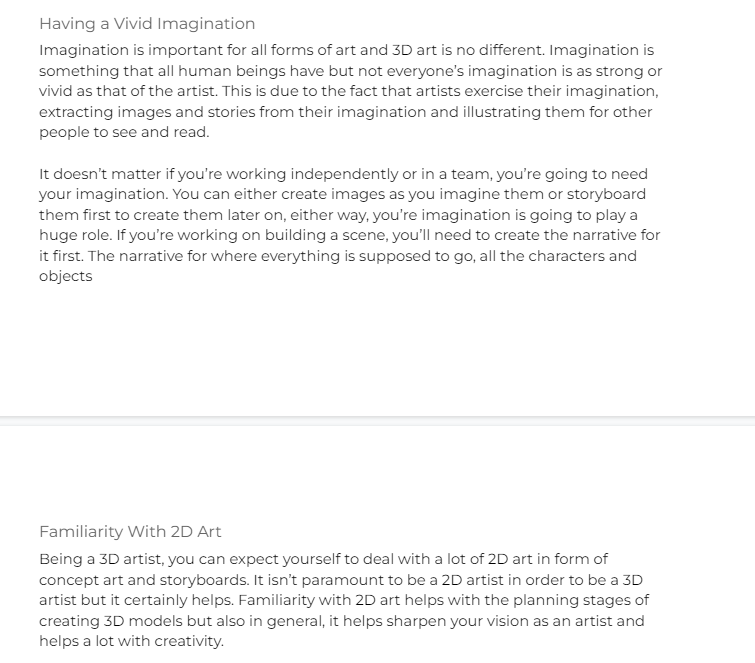 Having a Vivid Imagination
Imagination is important for all forms of art and 3D art is no different. Imagination is
something that all human beings have but not everyone's imagination is as strong or
vivid as that of the artist. This is due to the fact that artists exercise their imagination,
extracting images and stories from their imagination and illustrating them for other
people to see and read.
It doesn't matter if you're working independently or in a team, you're going to need
your imagination. You can either create images as you imagine them or storyboard
them first to create them later on, either way, you're imagination is going to play a
huge role. If you're working on building a scene, you'll need to create the narrative for
it first. The narrative for where everything is supposed to go, all the characters and
objects
Familiarity With 2D Art
Being a 3D artist, you can expect yourself to deal with a lot of 2D art in form of
concept art and storyboards. It isn't paramount to be a 2D artist in order to be a 3D
artist but it certainly helps. Familiarity with 2D art helps with the planning stages of
creating 3D models but also in general, it helps sharpen your vision as an artist and
helps a lot with creativity.